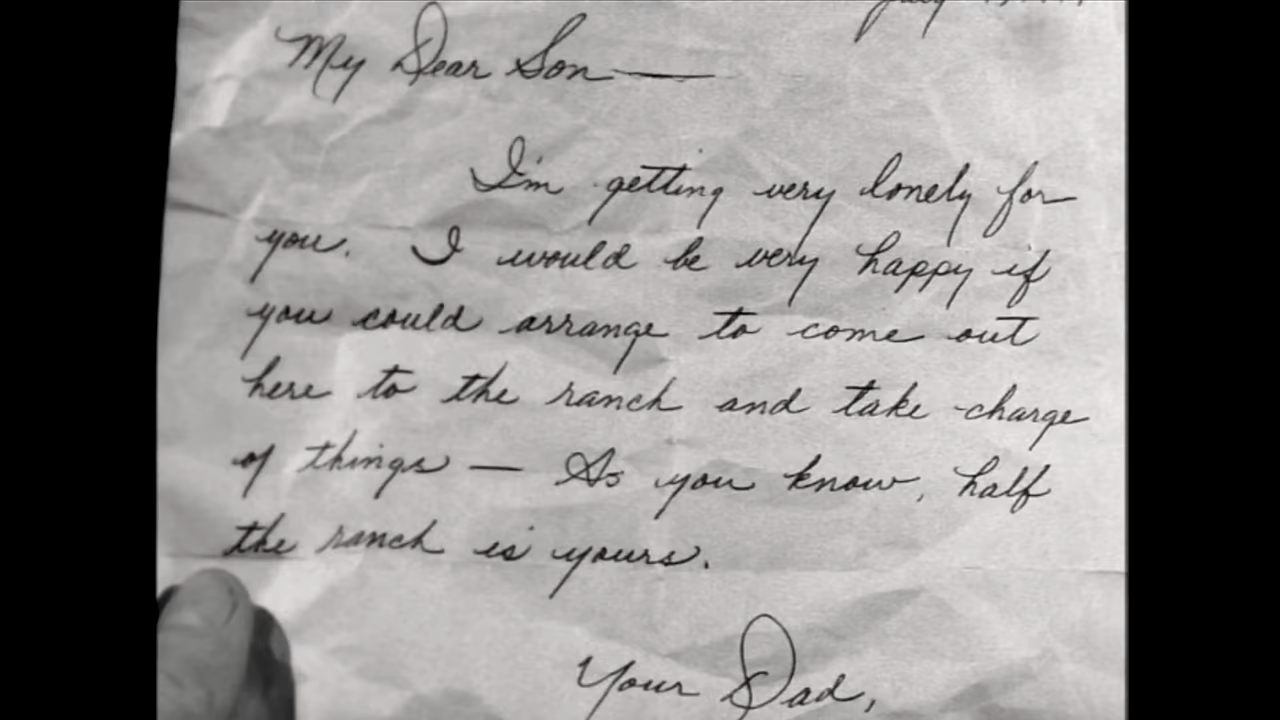 July
My Dear Son —
I'm getting very lonely for
you. I would be very happy if
you could arrange to come out
here to the ranch and take charge
of things — As you know, half
the ranch is yours.
Your Dad,